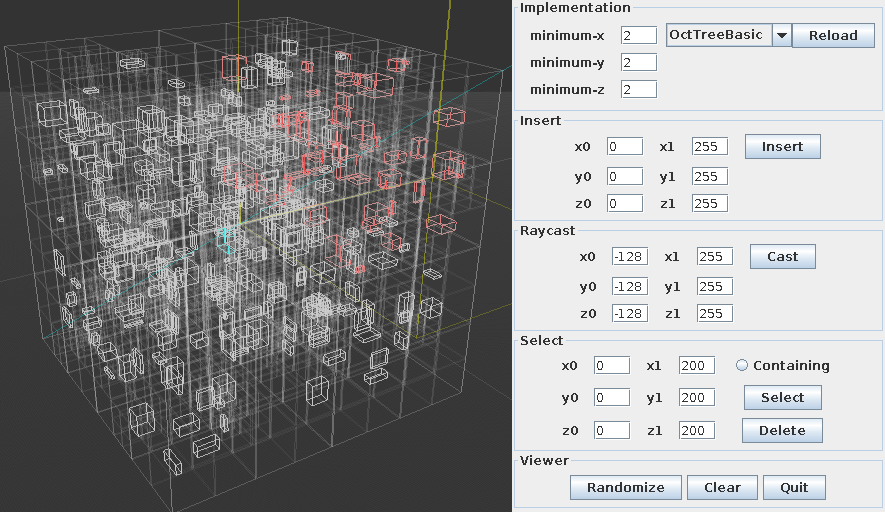 Implementation
minimum-x 2 OctTreeBasic Reload
minimum-y 2
minimum-z 2
Insert
x0 0 x1 255 Insert
y0 0 y1 255
z0 0 z1 255
Raycast
x0 -128 x1 255 Cast
y0 -128 y1 255
z0 -128 z1 255
Select
x0 0 x1 200 Containing
y0 0 y1 200 Select
z0 0 z1 200 Delete
Viewer
Randomize Clear Quit